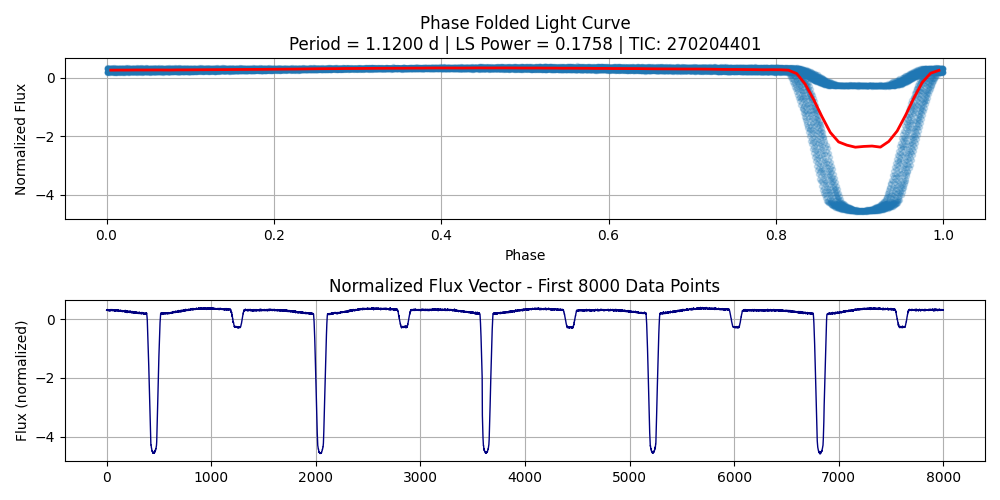 Phase Folded Light Curve
Period = 1.1200 d | LS Power = 0.1758 | TIC: 270204401
Normalized Flux
0
−2
−4
0.0 0.2 0.4 0.6 0.8 1.0
Phase
Normalized Flux Vector - First 8000 Data Points
Flux (normalized)
0
−2
−4
0 1000 2000 3000 4000 5000 6000 7000 8000